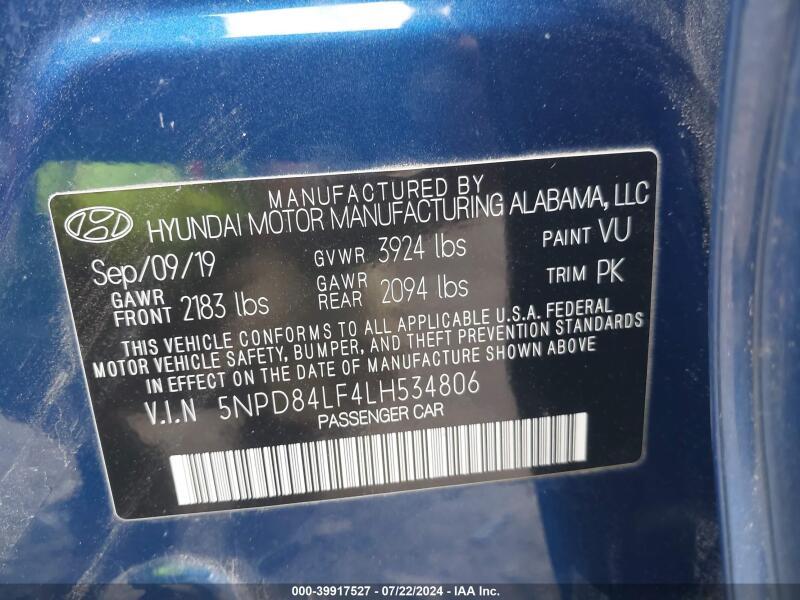 MANUFACTURED BY
HYUNDAI MOTOR MANUFACTURING ALABAMA, LLC
Sep/09/19 GVWR 3924 lbs PAINT VU
GAWR FRONT 2183 lbs GAWR REAR 2094 lbs TRIM PK
THIS VEHICLE CONFORMS TO ALL APPLICABLE U.S.A. FEDERAL
MOTOR VEHICLE SAFETY, BUMPER, AND THEFT PREVENTION STANDARDS
IN EFFECT ON THE DATE OF MANUFACTURE SHOWN ABOVE
V.I.N 5NPD84LF4LH534806
PASSENGER CAR
000-39917527 - 07/22/2024 - IAA Inc.